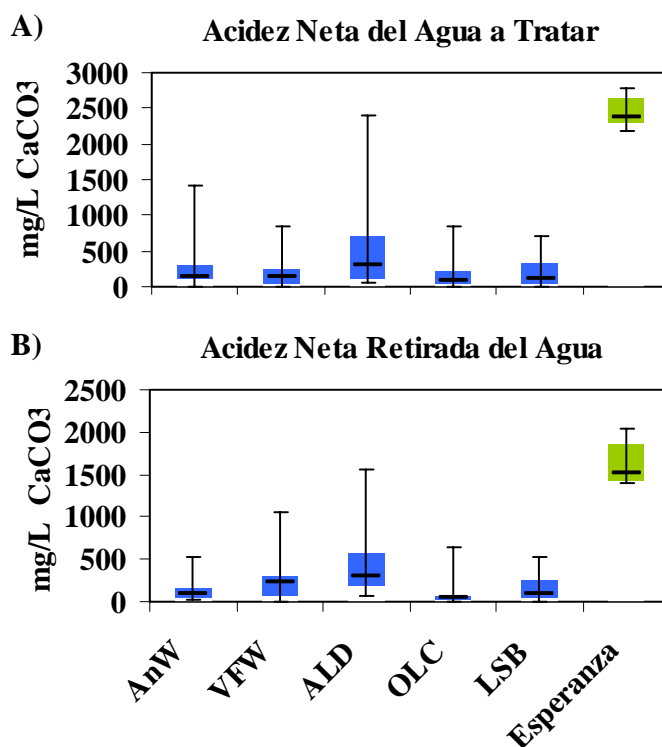 A) Acidez Neta del Agua a Tratar
mg/L CaCO3
3000
2500
2000
1500
1000
500
0
B) Acidez Neta Retirada del Agua
mg/L CaCO3
2500
2000
1500
1000
500
0
AnW VFW ALD OLC LSB Esperanza